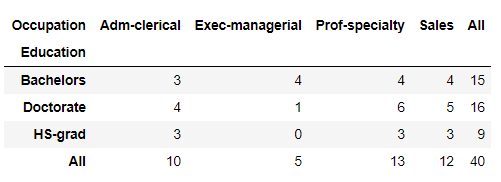 Occupation Adm-clerical Exec-managerial Prof-specialty Sales All
Education
Bachelors 3 4 4 4 15
Doctorate 4 1 6 5 16
HS-grad 3 0 3 3 9
All 10 5 13 12 40